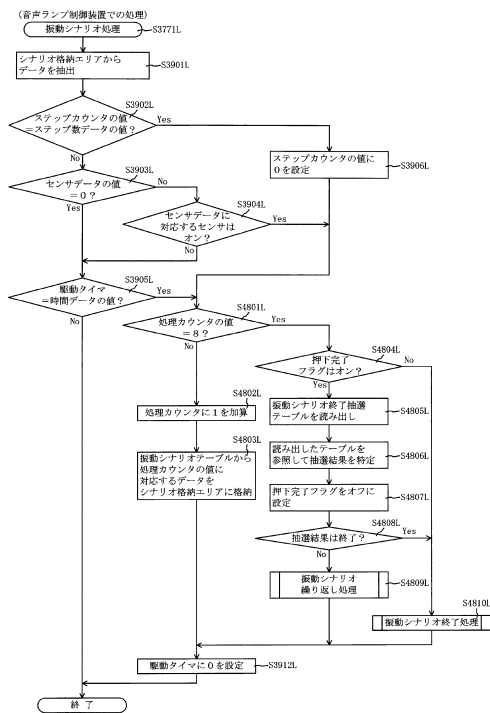 (音声ランプ制御装置での処理)
振動シナリオ処理
S3771L
シナリオ格納エリアから
データを抽出
S3901L
S3902L
ステップカウンタの値
=ステップ数データの値?
Yes
No
ステップカウンタの値に
0を設定
S3906L
S3903L
センサデータの値
=0?
No
Yes
S3904L
センサデータに
対応するセンサは
オン?
Yes
No
S3905L
駆動タイマ
=時間データの値?
Yes
No
S4801L
処理カウンタの値
=8?
Yes
No
S4804L
押下完了
フラグはオン?
No
Yes
S4802L
処理カウンタに1を加算
振動シナリオ終了抽選
テーブルを読み出し
S4805L
S4803L
振動シナリオテーブルから
処理カウンタの値に
対応するデータを
シナリオ格納エリアに格納
読み出したテーブルを
参照して抽選結果を特定
S4806L
押下完了フラグをオフに
設定
S4807L
S4808L
抽選結果は終了?
Yes
No
振動シナリオ
繰り返し処理
S4809L
S4810L
振動シナリオ終了処理
駆動タイマに0を設定
S3912L
終了